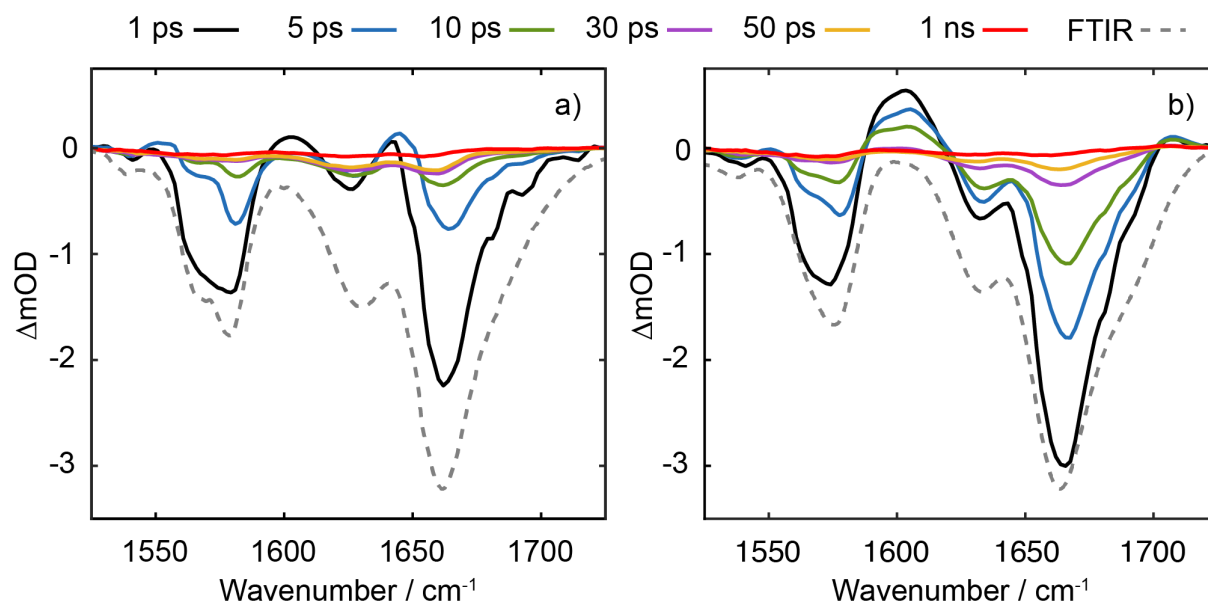 1 ps 5 ps 10 ps 30 ps 50 ps 1 ns FTIR
a) b)
0 0
-1 -1
-2 -2
-3 -3
ΔmOD ΔmOD
1550 1600 1650 1700 1550 1600 1650 1700
Wavenumber / cm⁻¹ Wavenumber / cm⁻¹